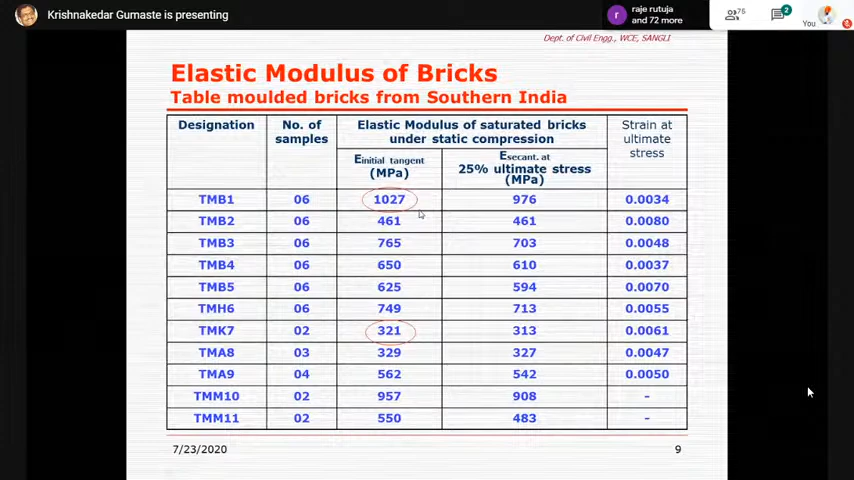 Krishnakedar Gumaste is presenting
r
raje rutuja
and 72 more
75
2
You
Dept. of Civil Engg., WCE, SANGLI
Elastic Modulus of Bricks
Table moulded bricks from Southern India
Designation No. of samples Elastic Modulus of saturated bricks under static compression Strain at ultimate stress
Einitial tangent (MPa) Esecant. at 25% ultimate stress (MPa)
TMB1 06 1027 976 0.0034
TMB2 06 461 461 0.0080
TMB3 06 765 703 0.0048
TMB4 06 650 610 0.0037
TMB5 06 625 594 0.0070
TMH6 06 749 713 0.0055
TMK7 02 321 313 0.0061
TMA8 03 329 327 0.0047
TMA9 04 562 542 0.0050
TMM10 02 957 908 -
TMM11 02 550 483 -
7/23/2020 9